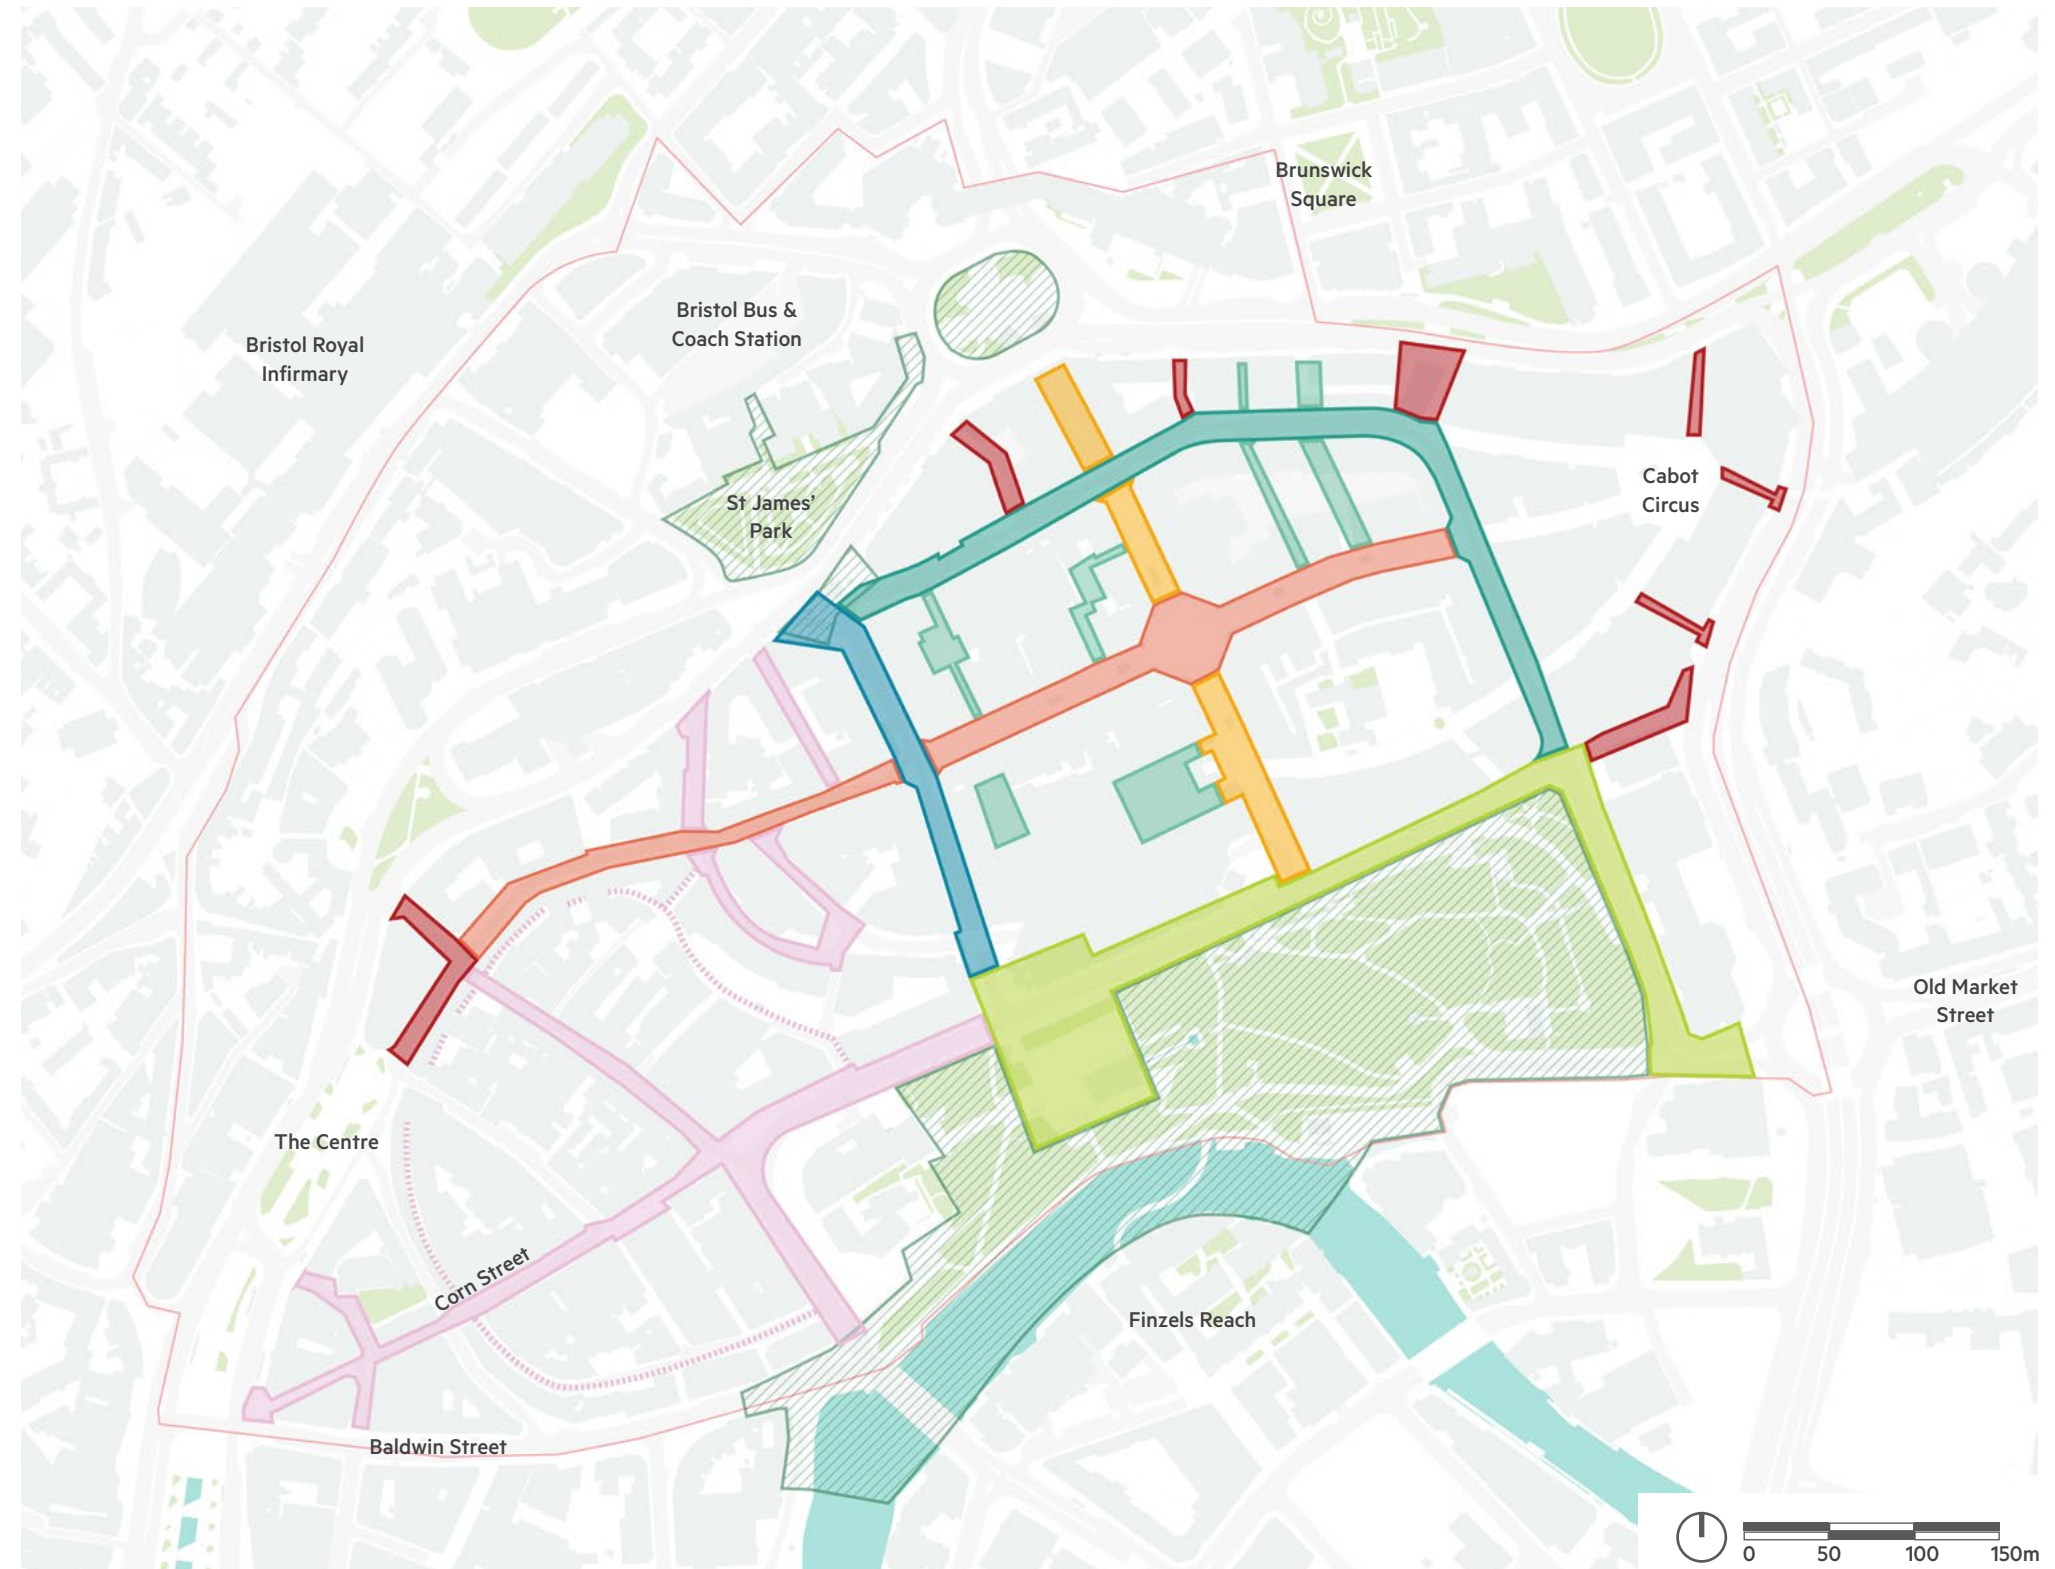 Brunswick
Square
Bristol Bus &
Coach Station
Bristol Royal
Infirmary
St James'
Park
Cabot
Circus
Old Market
Street
The Centre
Corn Street
Finzels Reach
Baldwin Street
0 50 100 150m